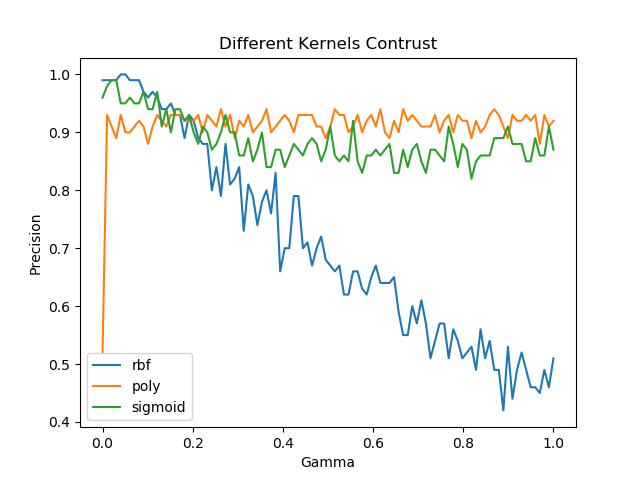 Different Kernels Contrust
Precision
1.0
0.9
0.8
0.7
0.6
0.5
0.4
rbf
poly
sigmoid
0.0 0.2 0.4 0.6 0.8 1.0
Gamma